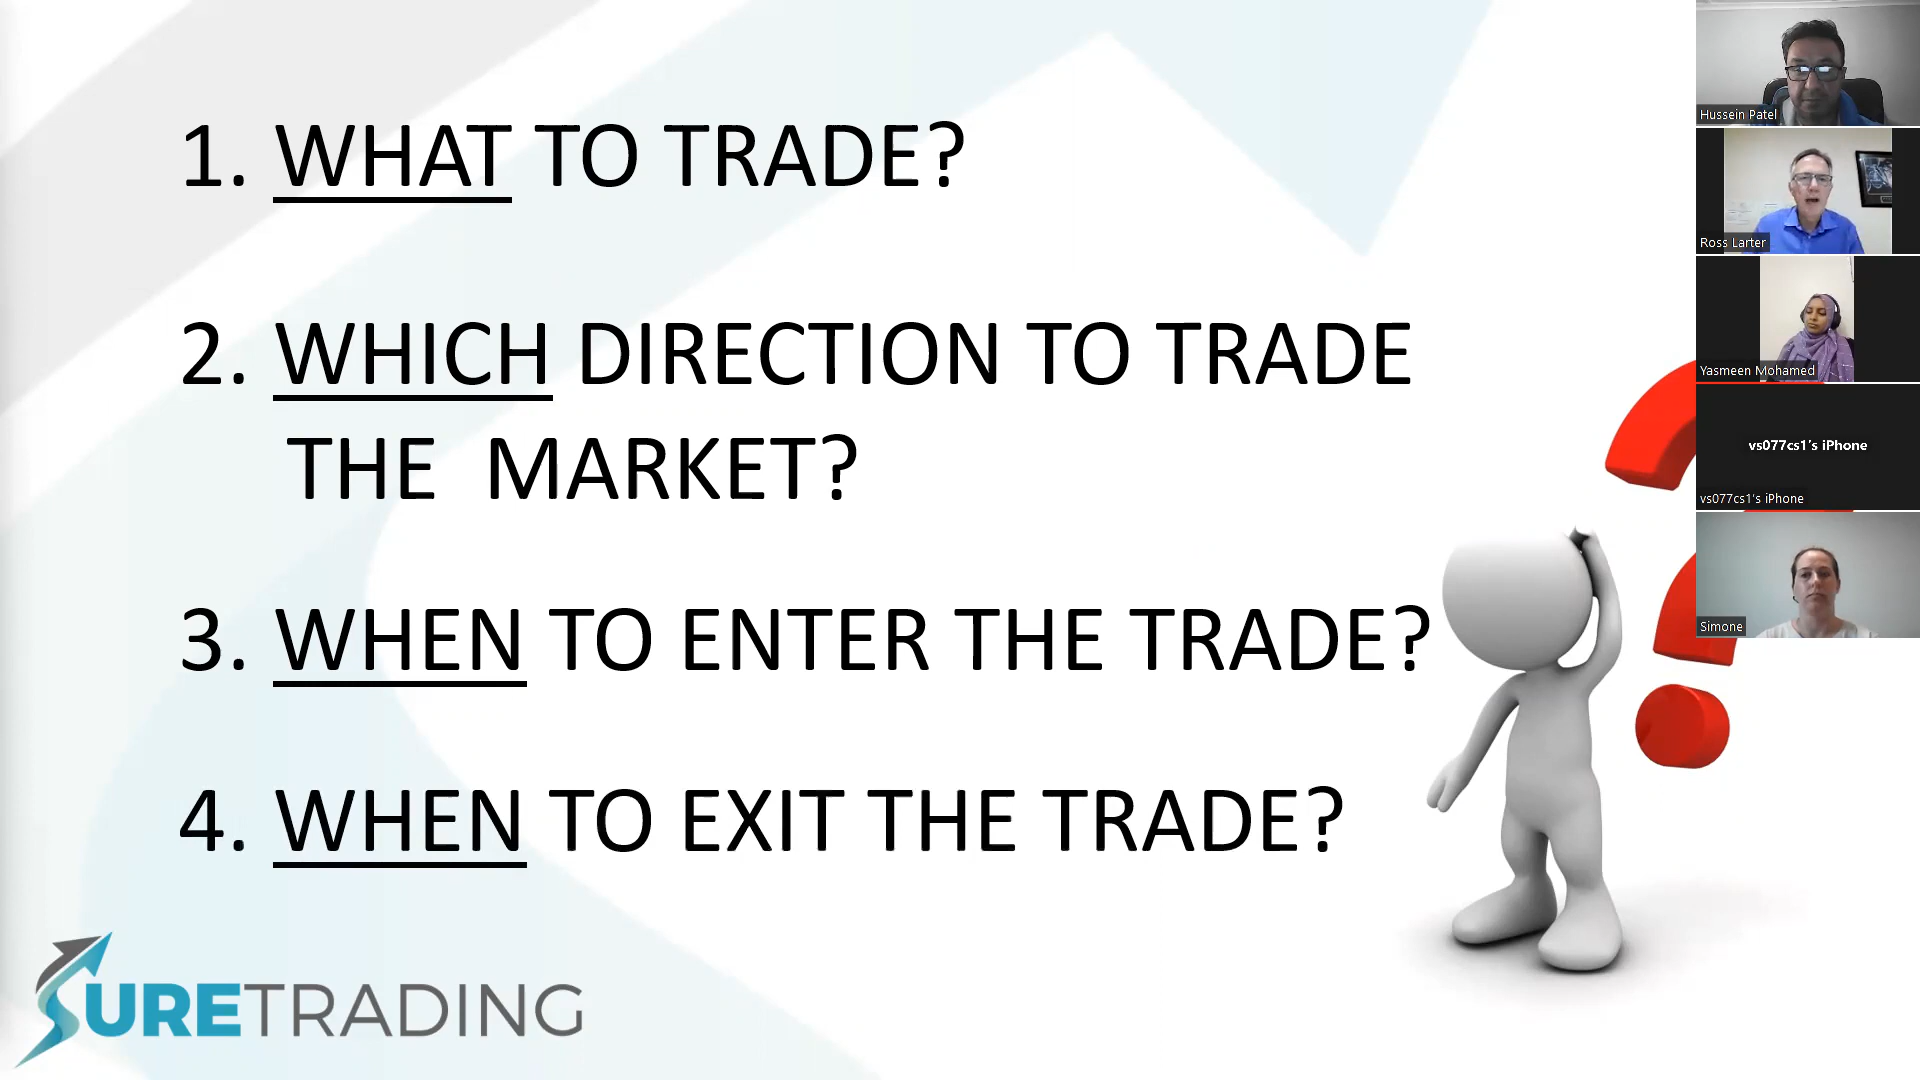 1. WHAT TO TRADE?
2. WHICH DIRECTION TO TRADE
THE MARKET?
3. WHEN TO ENTER THE TRADE?
4. WHEN TO EXIT THE TRADE?
SURETRADING
Hussein Patel
Ross Larter
Yasmeen Mohamed
vs077cs1's iPhone
vs077cs1's iPhone
Simone